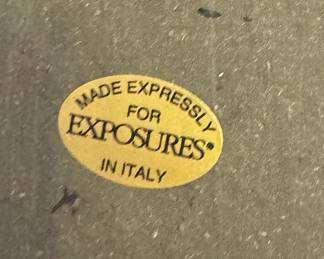 MADE EXPRESSLY
FOR
EXPOSURES®
IN ITALY